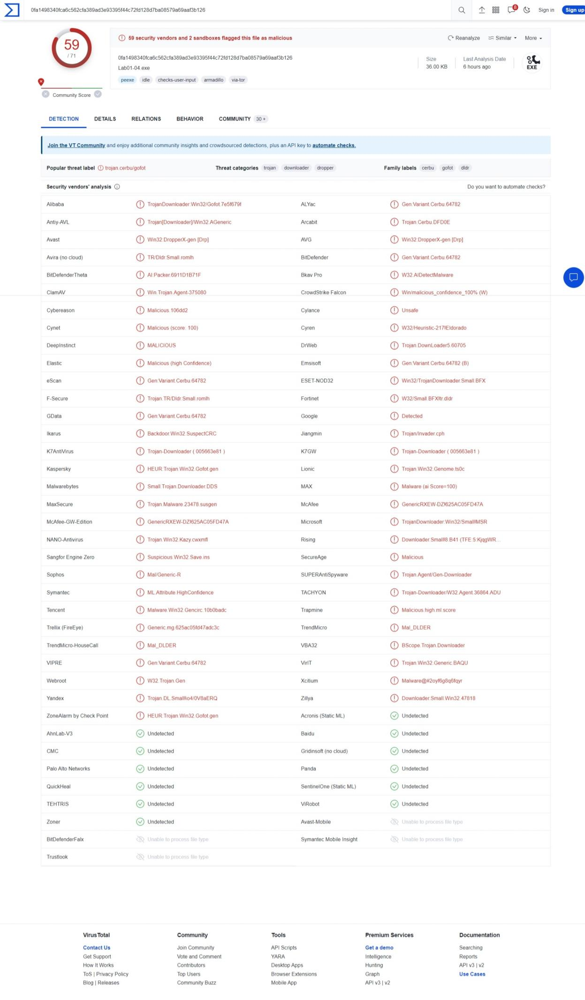 0fa1498340fca6c562cfa389ad3e93395f44c72fd128d7ba08579a69aaf3b126
8
Sign in
Sign up
59
/ 71
Community Score
59 security vendors and 2 sandboxes flagged this file as malicious
Reanalyze
Similar
More
0fa1498340fca6c562cfa389ad3e93395f44c72fd128d7ba08579a69aaf3b126
Lab01-04.exe
peexe idle checks-user-input armadillo via-tor
Size
36.00 KB
Last Analysis Date
6 hours ago
EXE
DETECTION DETAILS RELATIONS BEHAVIOR COMMUNITY 30 +
Join the VT Community and enjoy additional community insights and crowdsourced detections, plus an API key to automate checks.
Popular threat label trojan.cerbu/gofot Threat categories trojan downloader dropper Family labels cerbu gofot dldr
Security vendors' analysis Do you want to automate checks?
Alibaba TrojanDownloader:Win32/Gofot.7e5f679f ALYac Gen:Variant.Cerbu.64782
Antiy-AVL Trojan[Downloader]/Win32.AGeneric Arcabit Trojan.Cerbu.DFD0E
Avast Win32:DropperX-gen [Drp] AVG Win32:DropperX-gen [Drp]
Avira (no cloud) TR/Dldr.Small.romlh BitDefender Gen:Variant.Cerbu.64782
BitDefenderTheta AI:Packer.6911D1B71F Bkav Pro W32.AIDetectMalware
ClamAV Win.Trojan.Agent-375080 CrowdStrike Falcon Win/malicious_confidence_100% (W)
Cybereason Malicious.106dd2 Cylance Unsafe
Cynet Malicious (score: 100) Cyren W32/Heuristic-217!Eldorado
DeepInstinct MALICIOUS DrWeb Trojan.DownLoader5.60705
Elastic Malicious (high Confidence) Emsisoft Gen:Variant.Cerbu.64782 (B)
eScan Gen:Variant.Cerbu.64782 ESET-NOD32 Win32/TrojanDownloader.Small.BFX
F-Secure Trojan.TR/Dldr.Small.romlh Fortinet W32/Small.BFX!tr.dldr
GData Gen:Variant.Cerbu.64782 Google Detected
Ikarus Backdoor.Win32.SuspectCRC Jiangmin Trojan/Invader.cph
K7AntiVirus Trojan-Downloader ( 005663e81 ) K7GW Trojan-Downloader ( 005663e81 )
Kaspersky HEUR:Trojan.Win32.Gofot.gen Lionic Trojan.Win32.Genome.ts0c
Malwarebytes Small.Trojan.Downloader.DDS MAX Malware (ai Score=100)
MaxSecure Trojan.Malware.23478.susgen McAfee GenericRXEW-DZ!625AC05FD47A
McAfee-GW-Edition GenericRXEW-DZ!625AC05FD47A Microsoft TrojanDownloader:Win32/Small!MSR
NANO-Antivirus Trojan.Win32.Kazy.cwxmfl Rising Downloader.Small!8.B41 (TFE:5:KjqgWR...
Sangfor Engine Zero Suspicious.Win32.Save.ins SecureAge Malicious
Sophos Mal/Generic-R SUPERAntiSpyware Trojan.Agent/Gen-Downloader
Symantec ML.Attribute.HighConfidence TACHYON Trojan-Downloader/W32.Agent.36864.ADU
Tencent Malware.Win32.Gencirc.10b0badc Trapmine Malicious.high.ml.score
Trellix (FireEye) Generic.mg.625ac05fd47adc3c TrendMicro Mal_DLDER
TrendMicro-HouseCall Mal_DLDER VBA32 BScope.Trojan.Downloader
VIPRE Gen:Variant.Cerbu.64782 VirIT Trojan.Win32.Generic.BAQU
Webroot W32.Trojan.Gen Xcitium Malware@#2oyf6g8q6fqyr
Yandex Trojan.DL.Small!io4/0V8aERQ Zillya Downloader.Small.Win32.47818
ZoneAlarm by Check Point HEUR:Trojan.Win32.Gofot.gen Acronis (Static ML) Undetected
AhnLab-V3 Undetected Baidu Undetected
CMC Undetected Gridinsoft (no cloud) Undetected
Palo Alto Networks Undetected Panda Undetected
QuickHeal Undetected SentinelOne (Static ML) Undetected
TEHTRIS Undetected ViRobot Undetected
Zoner Undetected Avast-Mobile Unable to process file type
BitDefenderFalx Unable to process file type Symantec Mobile Insight Unable to process file type
Trustlook Unable to process file type
VirusTotal Community Tools Premium Services Documentation
Contact Us Join Community API Scripts Get a demo Searching
Get Support Vote and Comment YARA Intelligence Reports
How It Works Contributors Desktop Apps Hunting API v3 | v2
ToS | Privacy Policy Top Users Browser Extensions Graph Use Cases
Blog | Releases Community Buzz Mobile App API v3 | v2